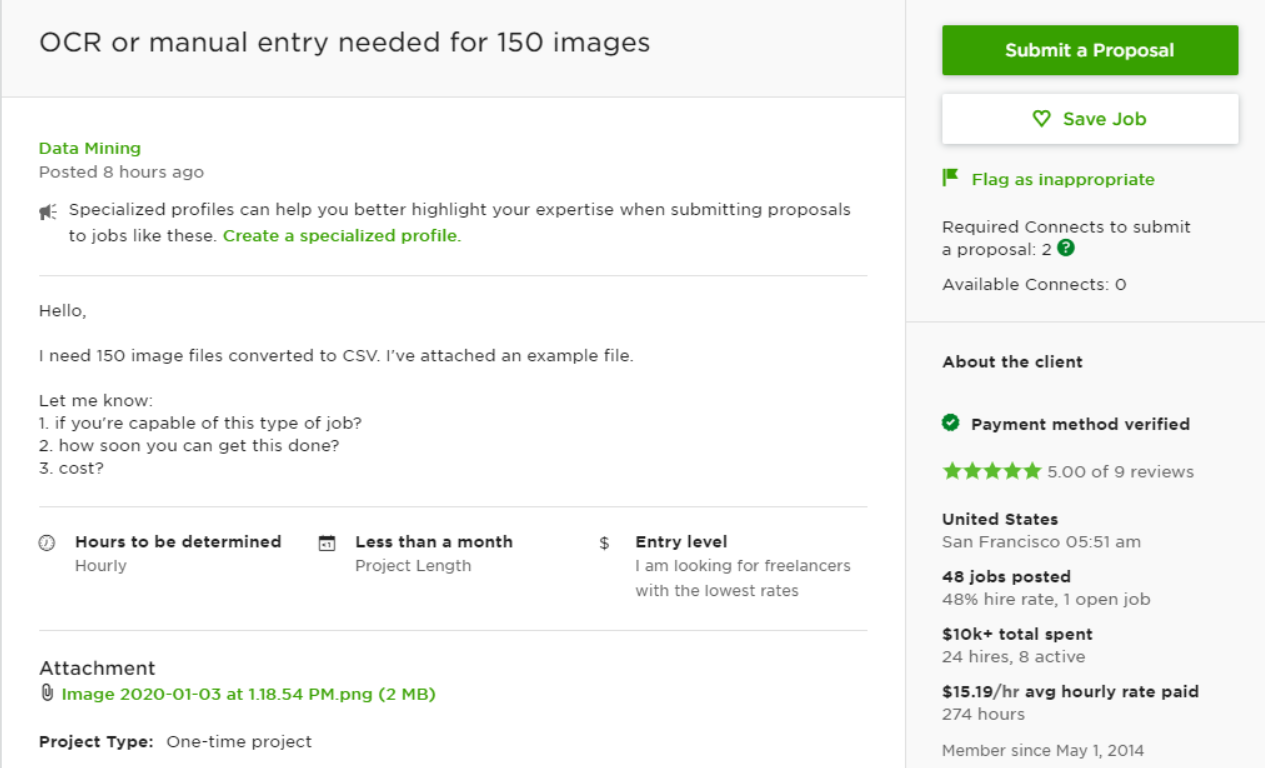 OCR or manual entry needed for 150 images
Data Mining
Posted 8 hours ago
Specialized profiles can help you better highlight your expertise when submitting proposals
to jobs like these. Create a specialized profile.
Hello,
I need 150 image files converted to CSV. I've attached an example file.
Let me know:
1. if you're capable of this type of job?
2. how soon you can get this done?
3. cost?
Hours to be determined
Hourly
Less than a month
Project Length
$ Entry level
I am looking for freelancers
with the lowest rates
Attachment
Image 2020-01-03 at 1.18.54 PM.png (2 MB)
Project Type: One-time project
Submit a Proposal
Save Job
Flag as inappropriate
Required Connects to submit
a proposal: 2 ?
Available Connects: 0
About the client
Payment method verified
5.00 of 9 reviews
United States
San Francisco 05:51 am
48 jobs posted
48% hire rate, 1 open job
$10k+ total spent
24 hires, 8 active
$15.19/hr avg hourly rate paid
274 hours
Member since May 1, 2014